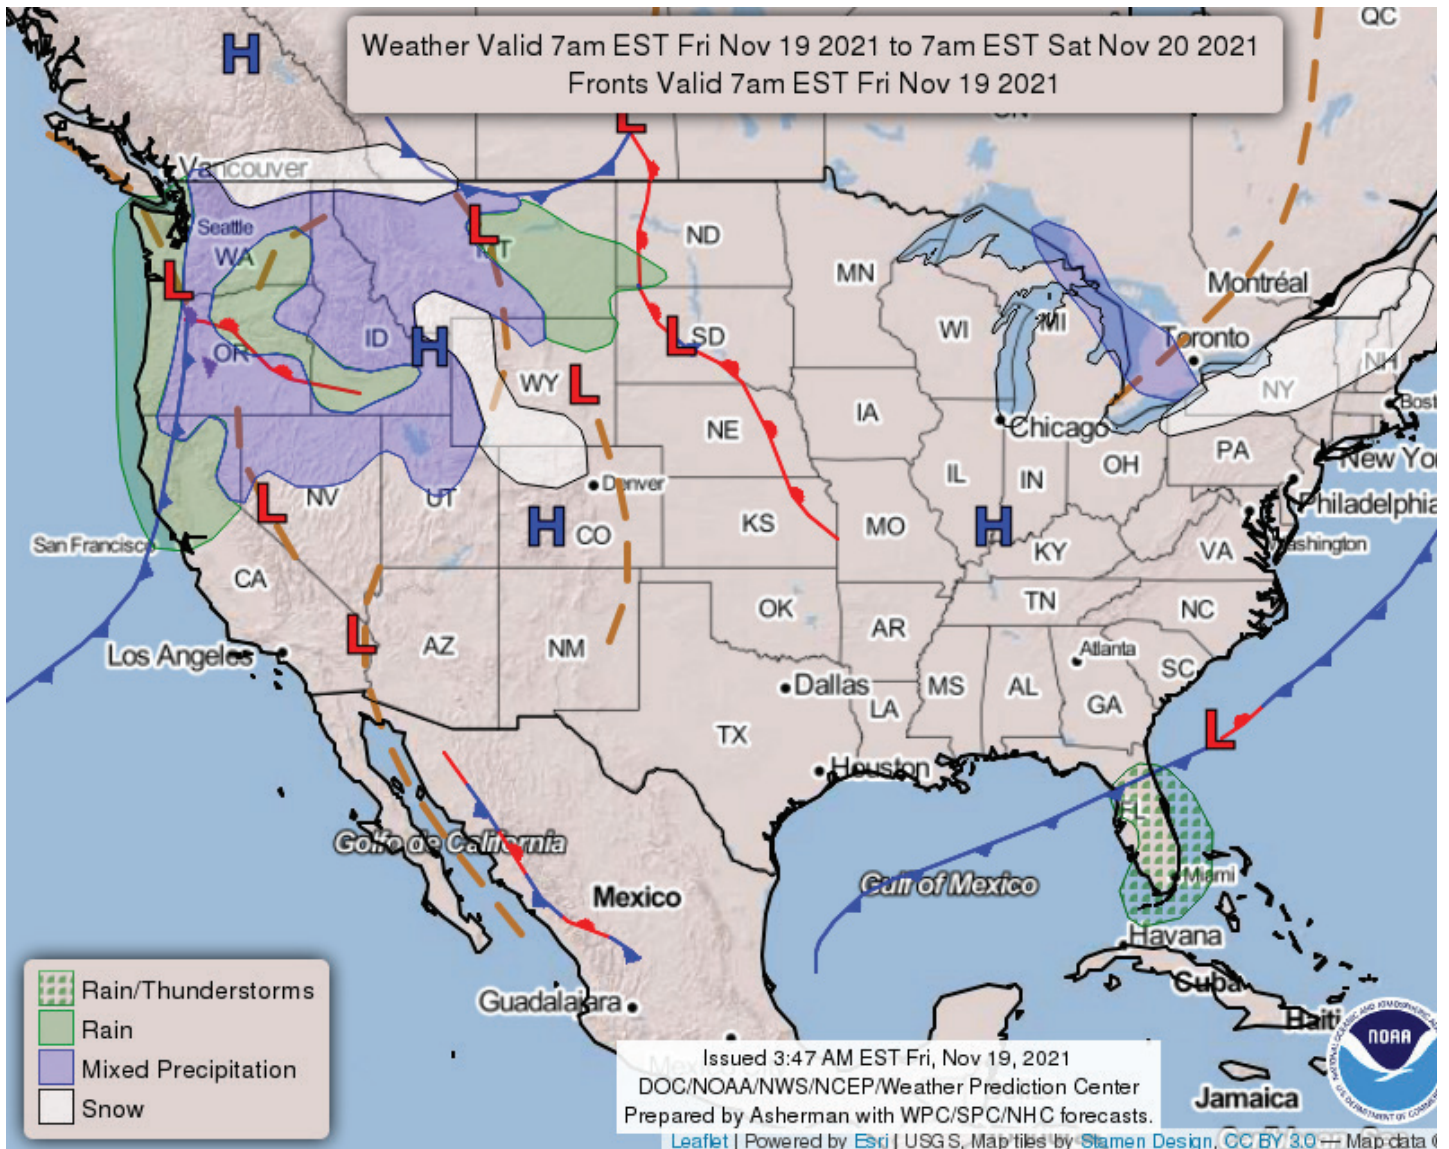 Weather Valid 7am EST Fri Nov 19 2021 to 7am EST Sat Nov 20 2021
Fronts Valid 7am EST Fri Nov 19 2021
QC
H
L
Vancouver
Seattle
WA
L
L
ND
MN
Montréal
OR
ID
H
L
SD
WI
MI
Toronto
WY
L
NY
NH
IA
NE
Chicago
PA
New Yo
IL
IN
OH
NV
UT
Denver
L
H
CO
KS
MO
H
KY
VA
Philadelphia
San Francisco
CA
OK
AR
TN
NC
Los Angeles
L
AZ
NM
Atlanta
SC
Dallas
MS
AL
GA
LA
TX
L
Houston
FL
Golfo de California
Gulf of Mexico
Miami
Mexico
Havana
Cuba
Guadalajara
Haiti
Jamaica
Rain/Thunderstorms
Rain
Mixed Precipitation
Snow
Issued 3:47 AM EST Fri, Nov 19, 2021
DOC/NOAA/NWS/NCEP/Weather Prediction Center
Prepared by Asherman with WPC/SPC/NHC forecasts.
NOAA
Leaflet | Powered by Esri | USGS, Map tiles by Stamen Design, CC BY 3.0 — Map data ©